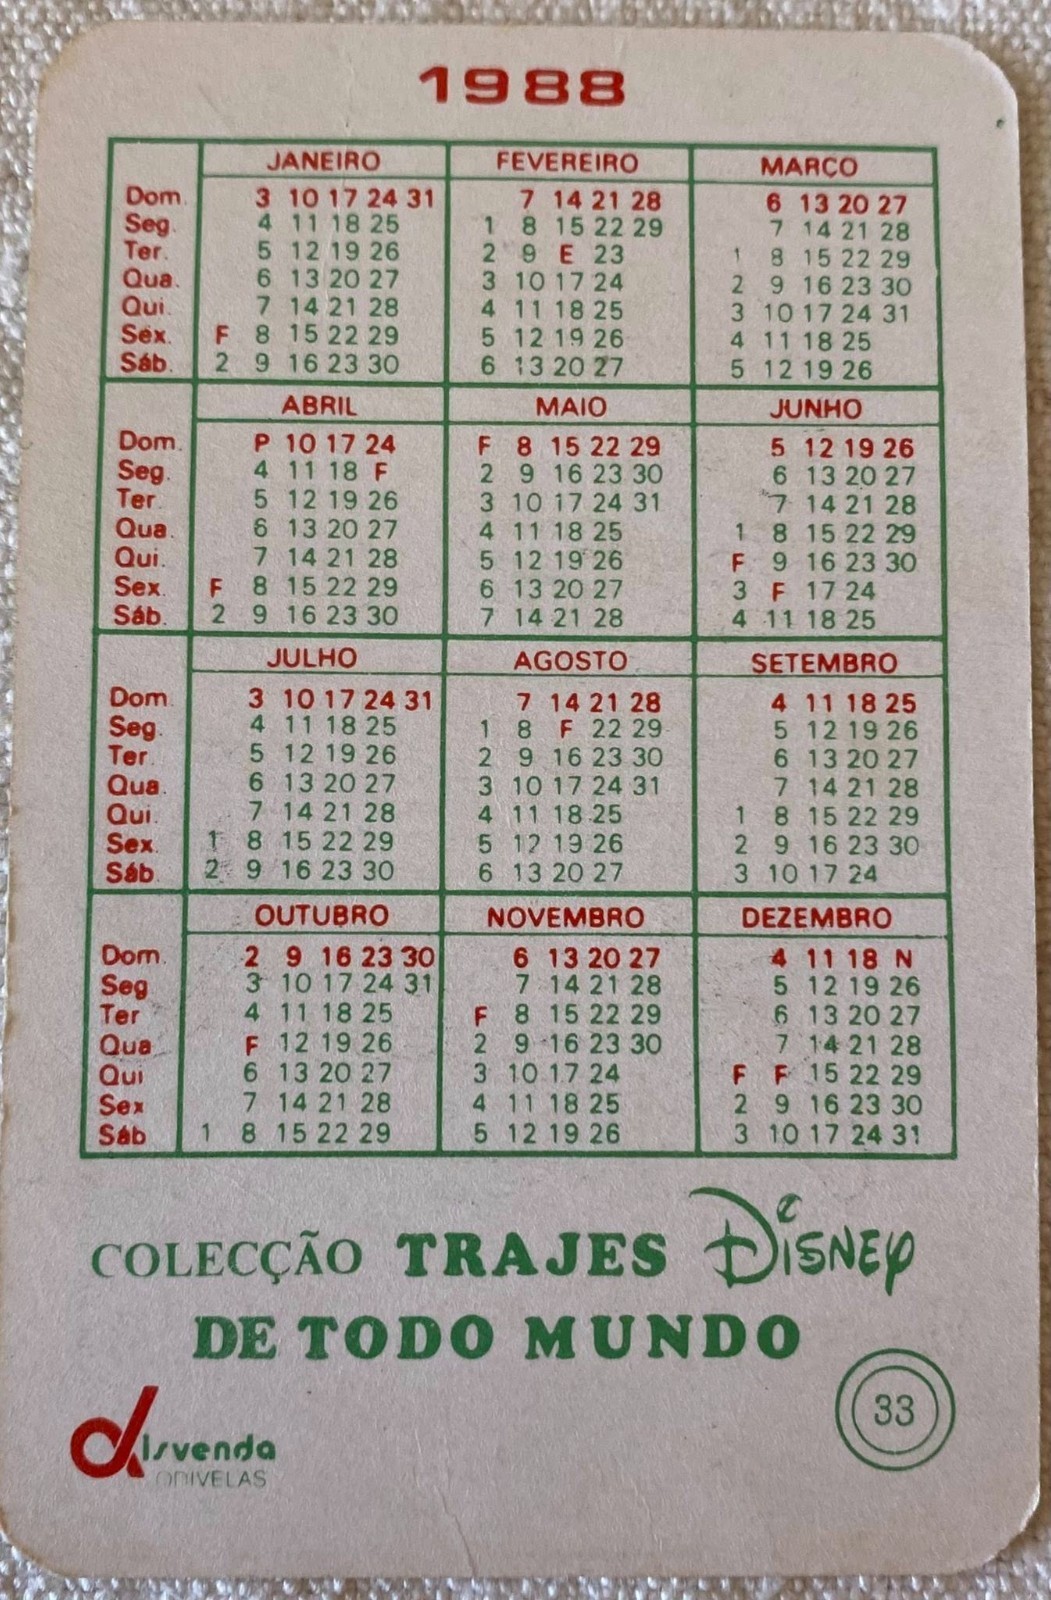 1988
JANEIRO FEVEREIRO MARÇO
Dom. 3 10 17 24 31 7 14 21 28 6 13 20 27
Seg. 4 11 18 25 1 8 15 22 29 7 14 21 28
Ter. 5 12 19 26 2 9 E 23 1 8 15 22 29
Qua. 6 13 20 27 3 10 17 24 2 9 16 23 30
Qui. 7 14 21 28 4 11 18 25 3 10 17 24 31
Sex. F 8 15 22 29 5 12 19 26 4 11 18 25
Sáb. 2 9 16 23 30 6 13 20 27 5 12 19 26
ABRIL MAIO JUNHO
Dom. P 10 17 24 F 8 15 22 29 5 12 19 26
Seg. 4 11 18 F 2 9 16 23 30 6 13 20 27
Ter. 5 12 19 26 3 10 17 24 31 7 14 21 28
Qua. 6 13 20 27 4 11 18 25 1 8 15 22 29
Qui. 7 14 21 28 5 12 19 26 F 9 16 23 30
Sex. F 8 15 22 29 6 13 20 27 3 F 17 24
Sáb. 2 9 16 23 30 7 14 21 28 4 11 18 25
JULHO AGOSTO SETEMBRO
Dom. 3 10 17 24 31 7 14 21 28 4 11 18 25
Seg. 4 11 18 25 1 8 F 22 29 5 12 19 26
Ter. 5 12 19 26 2 9 16 23 30 6 13 20 27
Qua. 6 13 20 27 3 10 17 24 31 7 14 21 28
Qui. 7 14 21 28 4 11 18 25 1 8 15 22 29
Sex. 1 8 15 22 29 5 12 19 26 2 9 16 23 30
Sáb. 2 9 16 23 30 6 13 20 27 3 10 17 24
OUTUBRO NOVEMBRO DEZEMBRO
Dom. 2 9 16 23 30 6 13 20 27 4 11 18 N
Seg 3 10 17 24 31 7 14 21 28 5 12 19 26
Ter 4 11 18 25 F 8 15 22 29 6 13 20 27
Qua F 12 19 26 2 9 16 23 30 7 14 21 28
Qui 6 13 20 27 3 10 17 24 F F 15 22 29
Sex 7 14 21 28 4 11 18 25 2 9 16 23 30
Sáb 1 8 15 22 29 5 12 19 26 3 10 17 24 31
COLECÇÃO TRAJES Disney
DE TODO MUNDO
33
disvenda
ODIVELAS